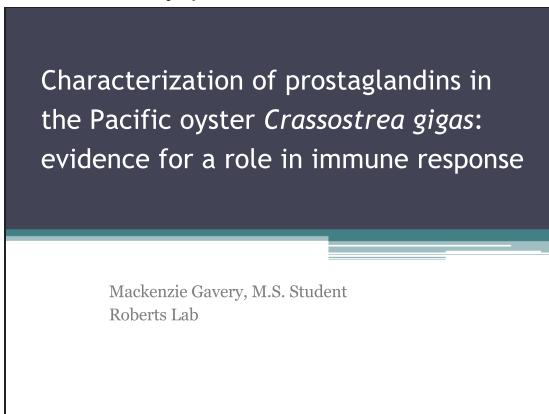 Characterization of prostaglandins in
the Pacific oyster Crassostrea gigas:
evidence for a role in immune response
Mackenzie Gavery, M.S. Student
Roberts Lab